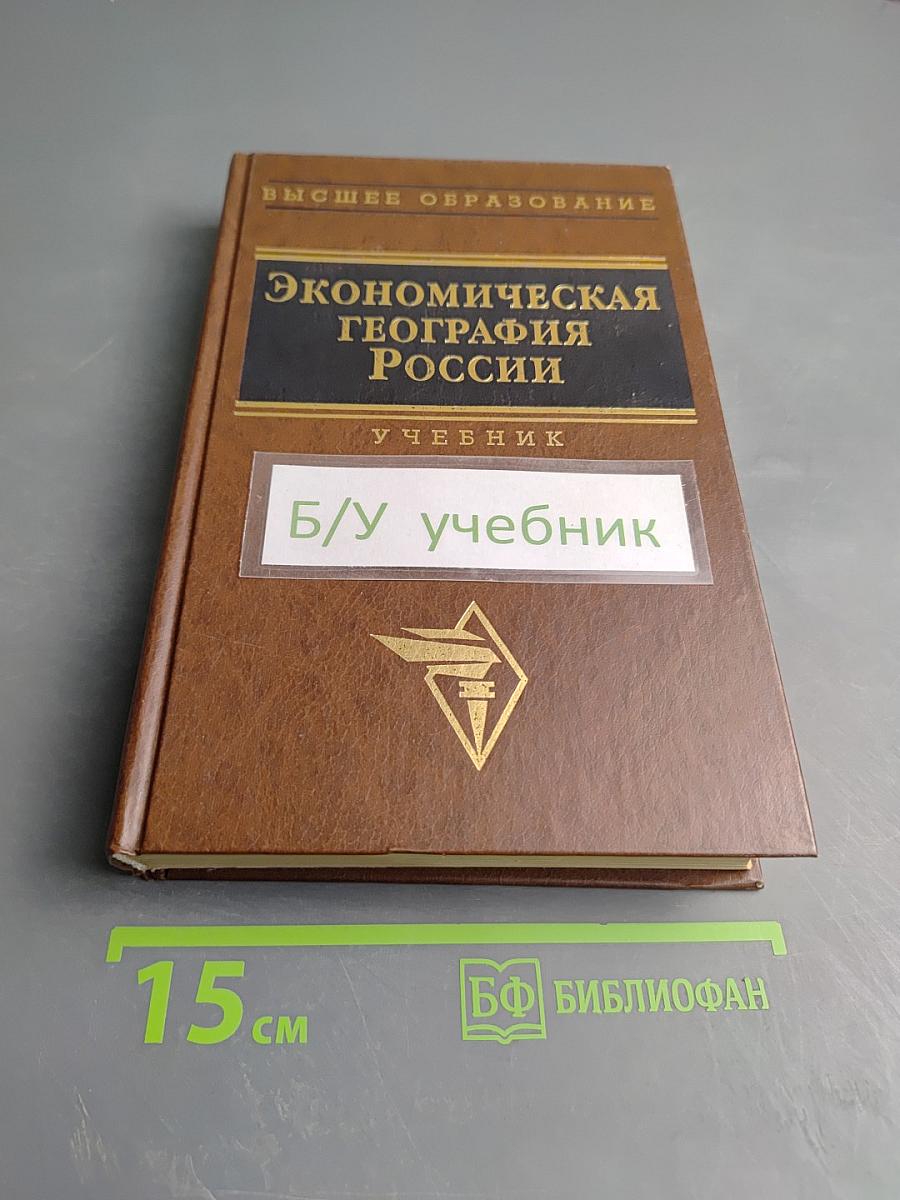 ВЫСШЕЕ ОБРАЗОВАНИЕ
ЭКОНОМИЧЕСКАЯ
ГЕОГРАФИЯ
РОССИИ
УЧЕБНИК
Б/У учебник
15 см
БФ БИБЛИОФАН